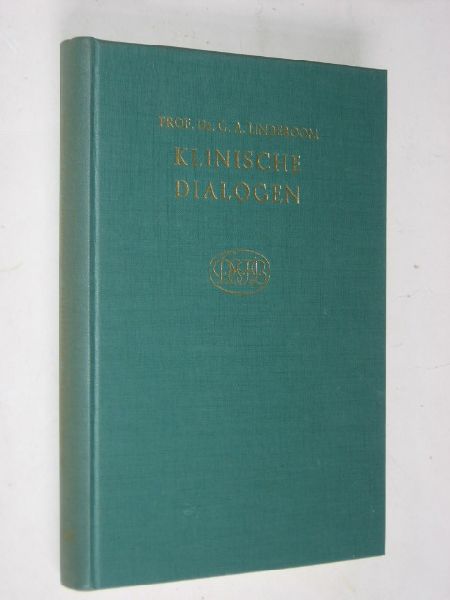 PROF. DR. G. A. LINDEBOOM
KLINISCHE
DIALOGEN